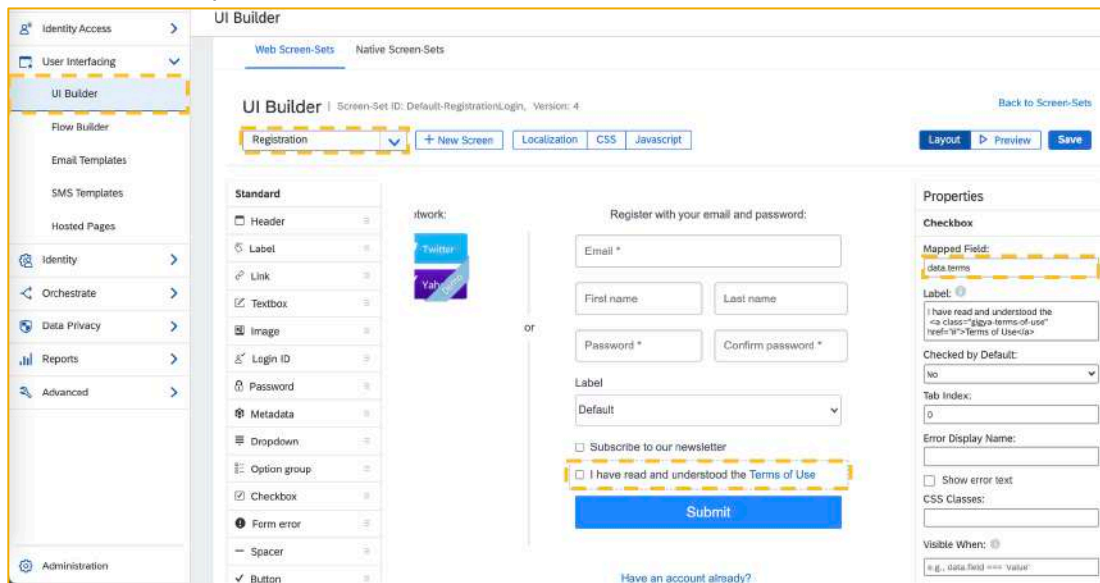 UI Builder
Identity Access
User Interfacing
UI Builder
Flow Builder
Email Templates
SMS Templates
Hosted Pages
Identity
Orchestrate
Data Privacy
Reports
Advanced
Administration
Web Screen-Sets Native Screen-Sets
UI Builder | Screen-Set ID: Default-RegistrationLogin, Version: 4
Back to Screen-Sets
Registration + New Screen Localization CSS Javascript Layout Preview Save
Standard
Header
Label
Link
Textbox
Image
Login ID
Password
Metadata
Dropdown
Option group
Checkbox
Form error
Spacer
Button
twork:
Twitter
Yah
or
Register with your email and password:
Email *
First name Last name
Password * Confirm password *
Label
Default
Subscribe to our newsletter
I have read and understood the Terms of Use
Submit
Have an account already?
Properties
Checkbox
Mapped Field:
data.terms
Label:
I have read and understood the
<a class="gigya-terms-of-use"
href="#">Terms of Use</a>
Checked by Default:
No
Tab Index:
0
Error Display Name:
Show error text
CSS Classes:
Visible When:
e.g., data.field === 'value'